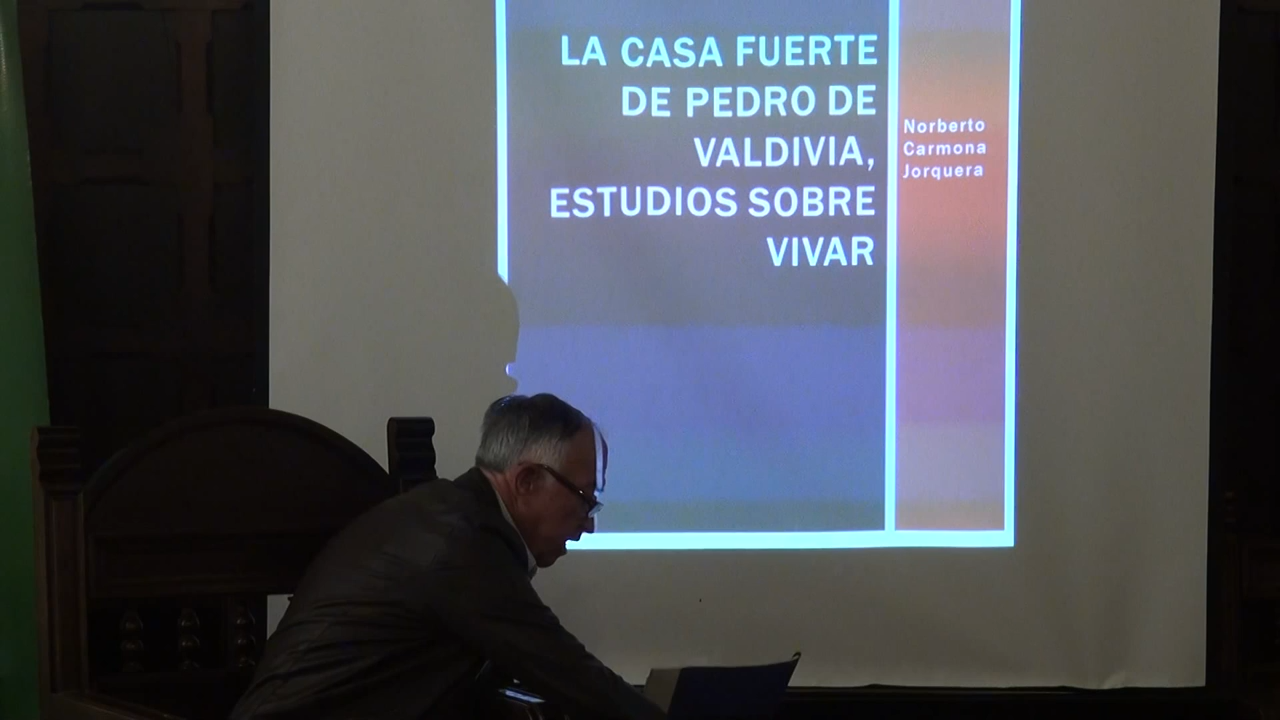 LA CASA FUERTE
DE PEDRO DE
VALDIVIA,
ESTUDIOS SOBRE
VIVAR
Norberto
Carmona
Jorquera